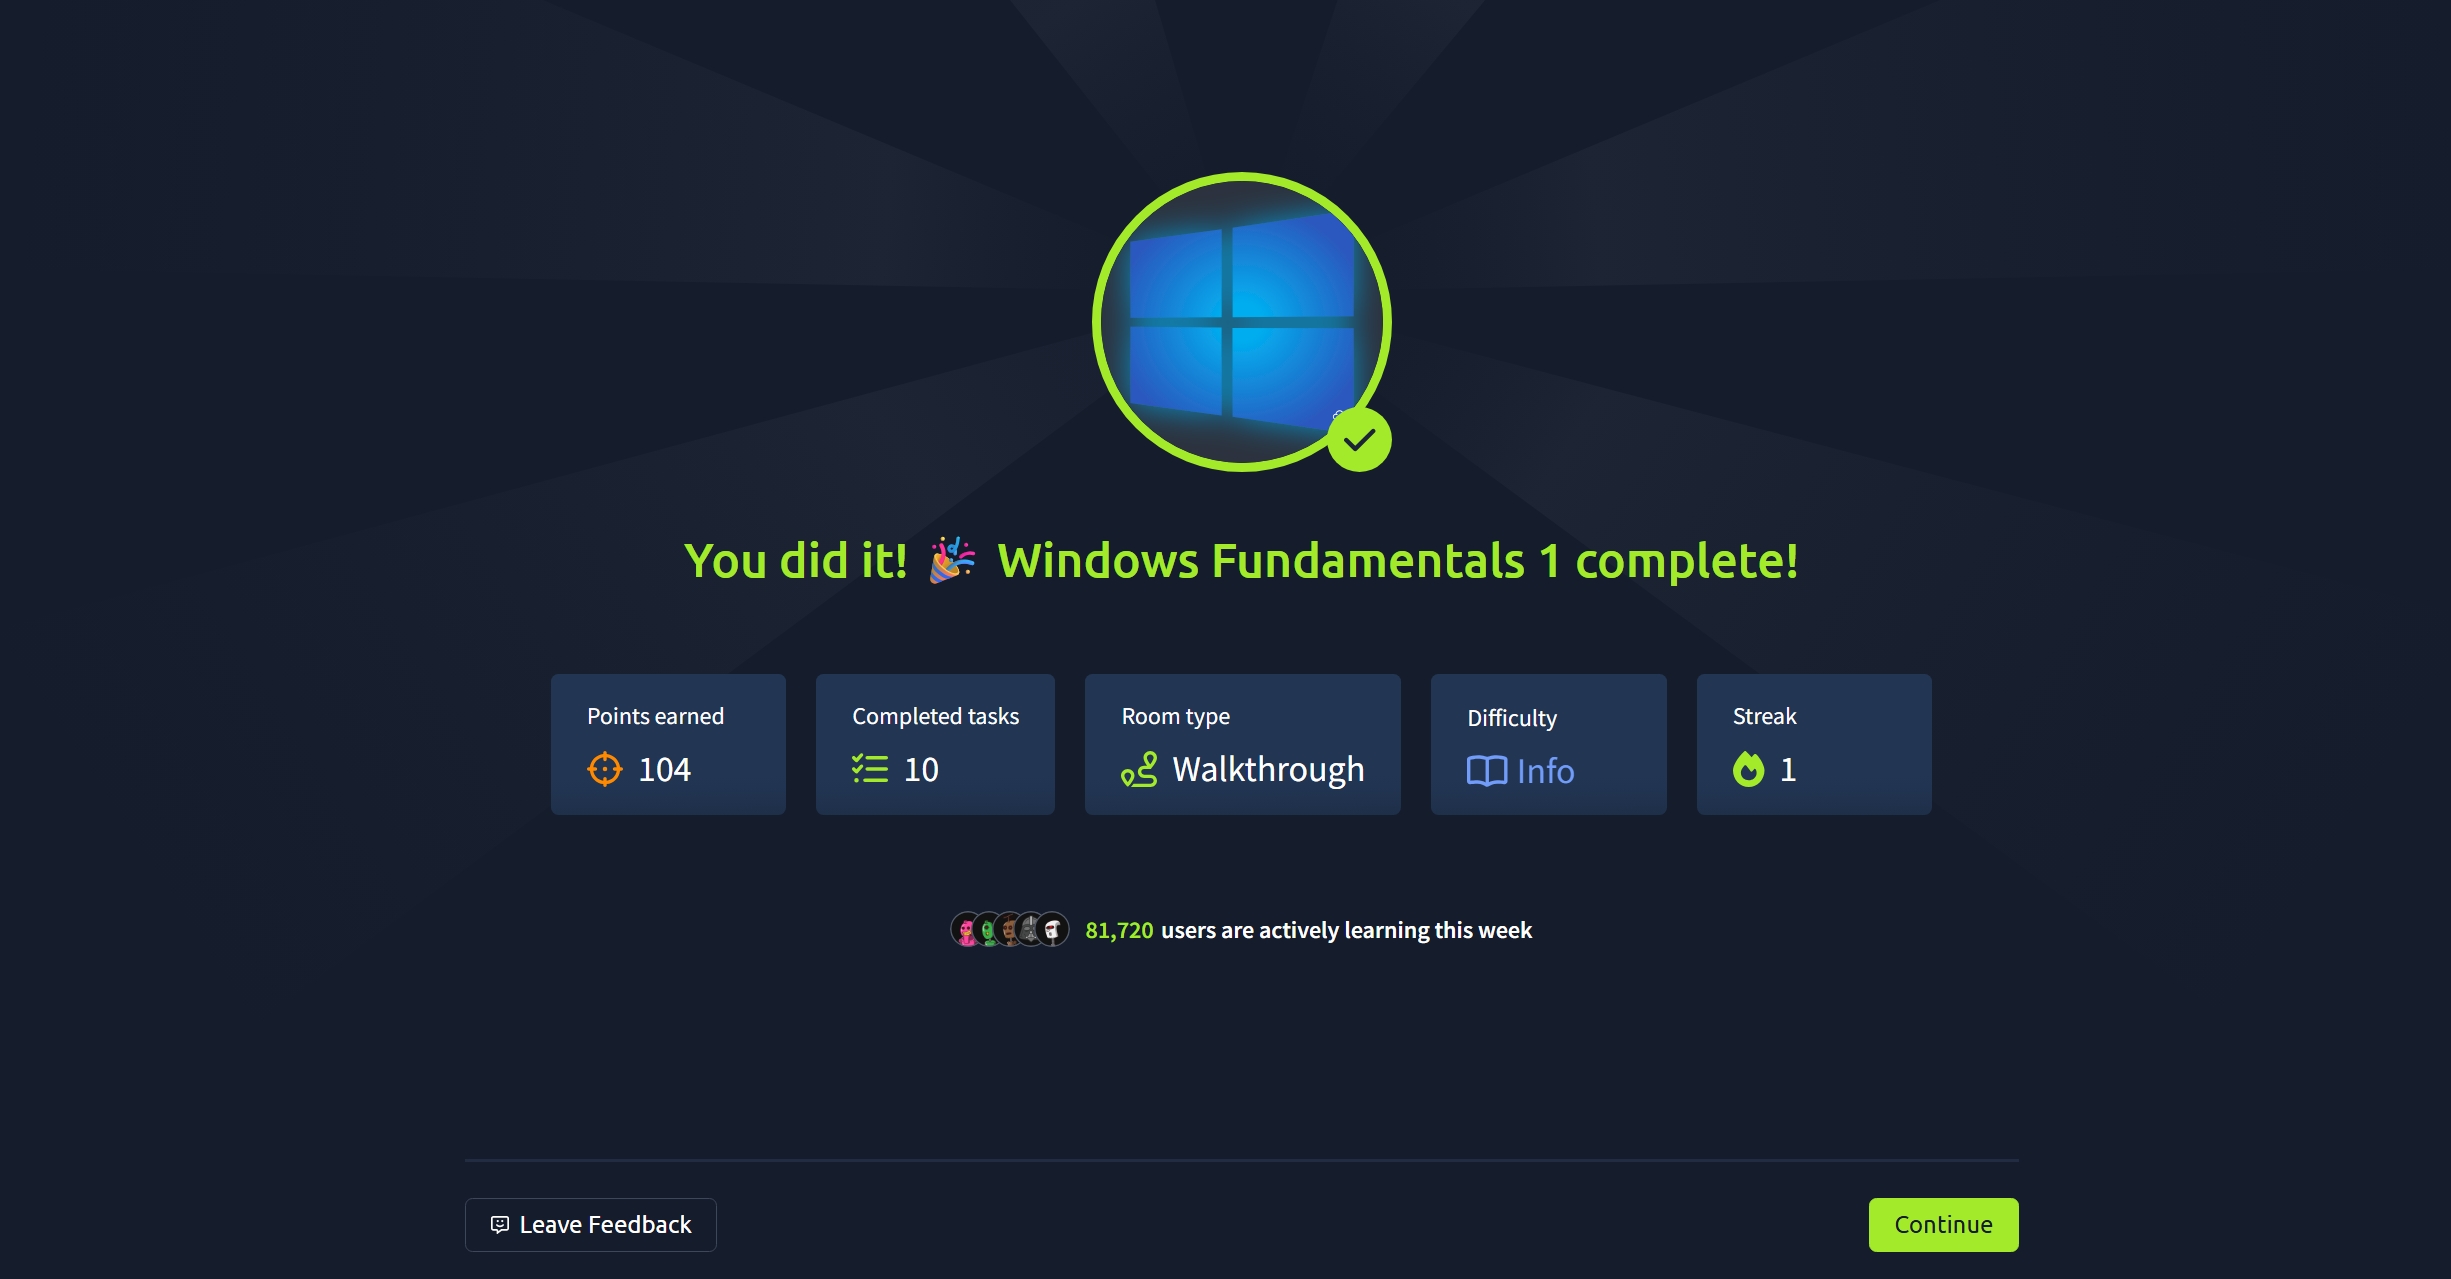 You did it! 🎉 Windows Fundamentals 1 complete!
Points earned
104
Completed tasks
10
Room type
Walkthrough
Difficulty
Info
Streak
1
81,720 users are actively learning this week
Leave Feedback
Continue